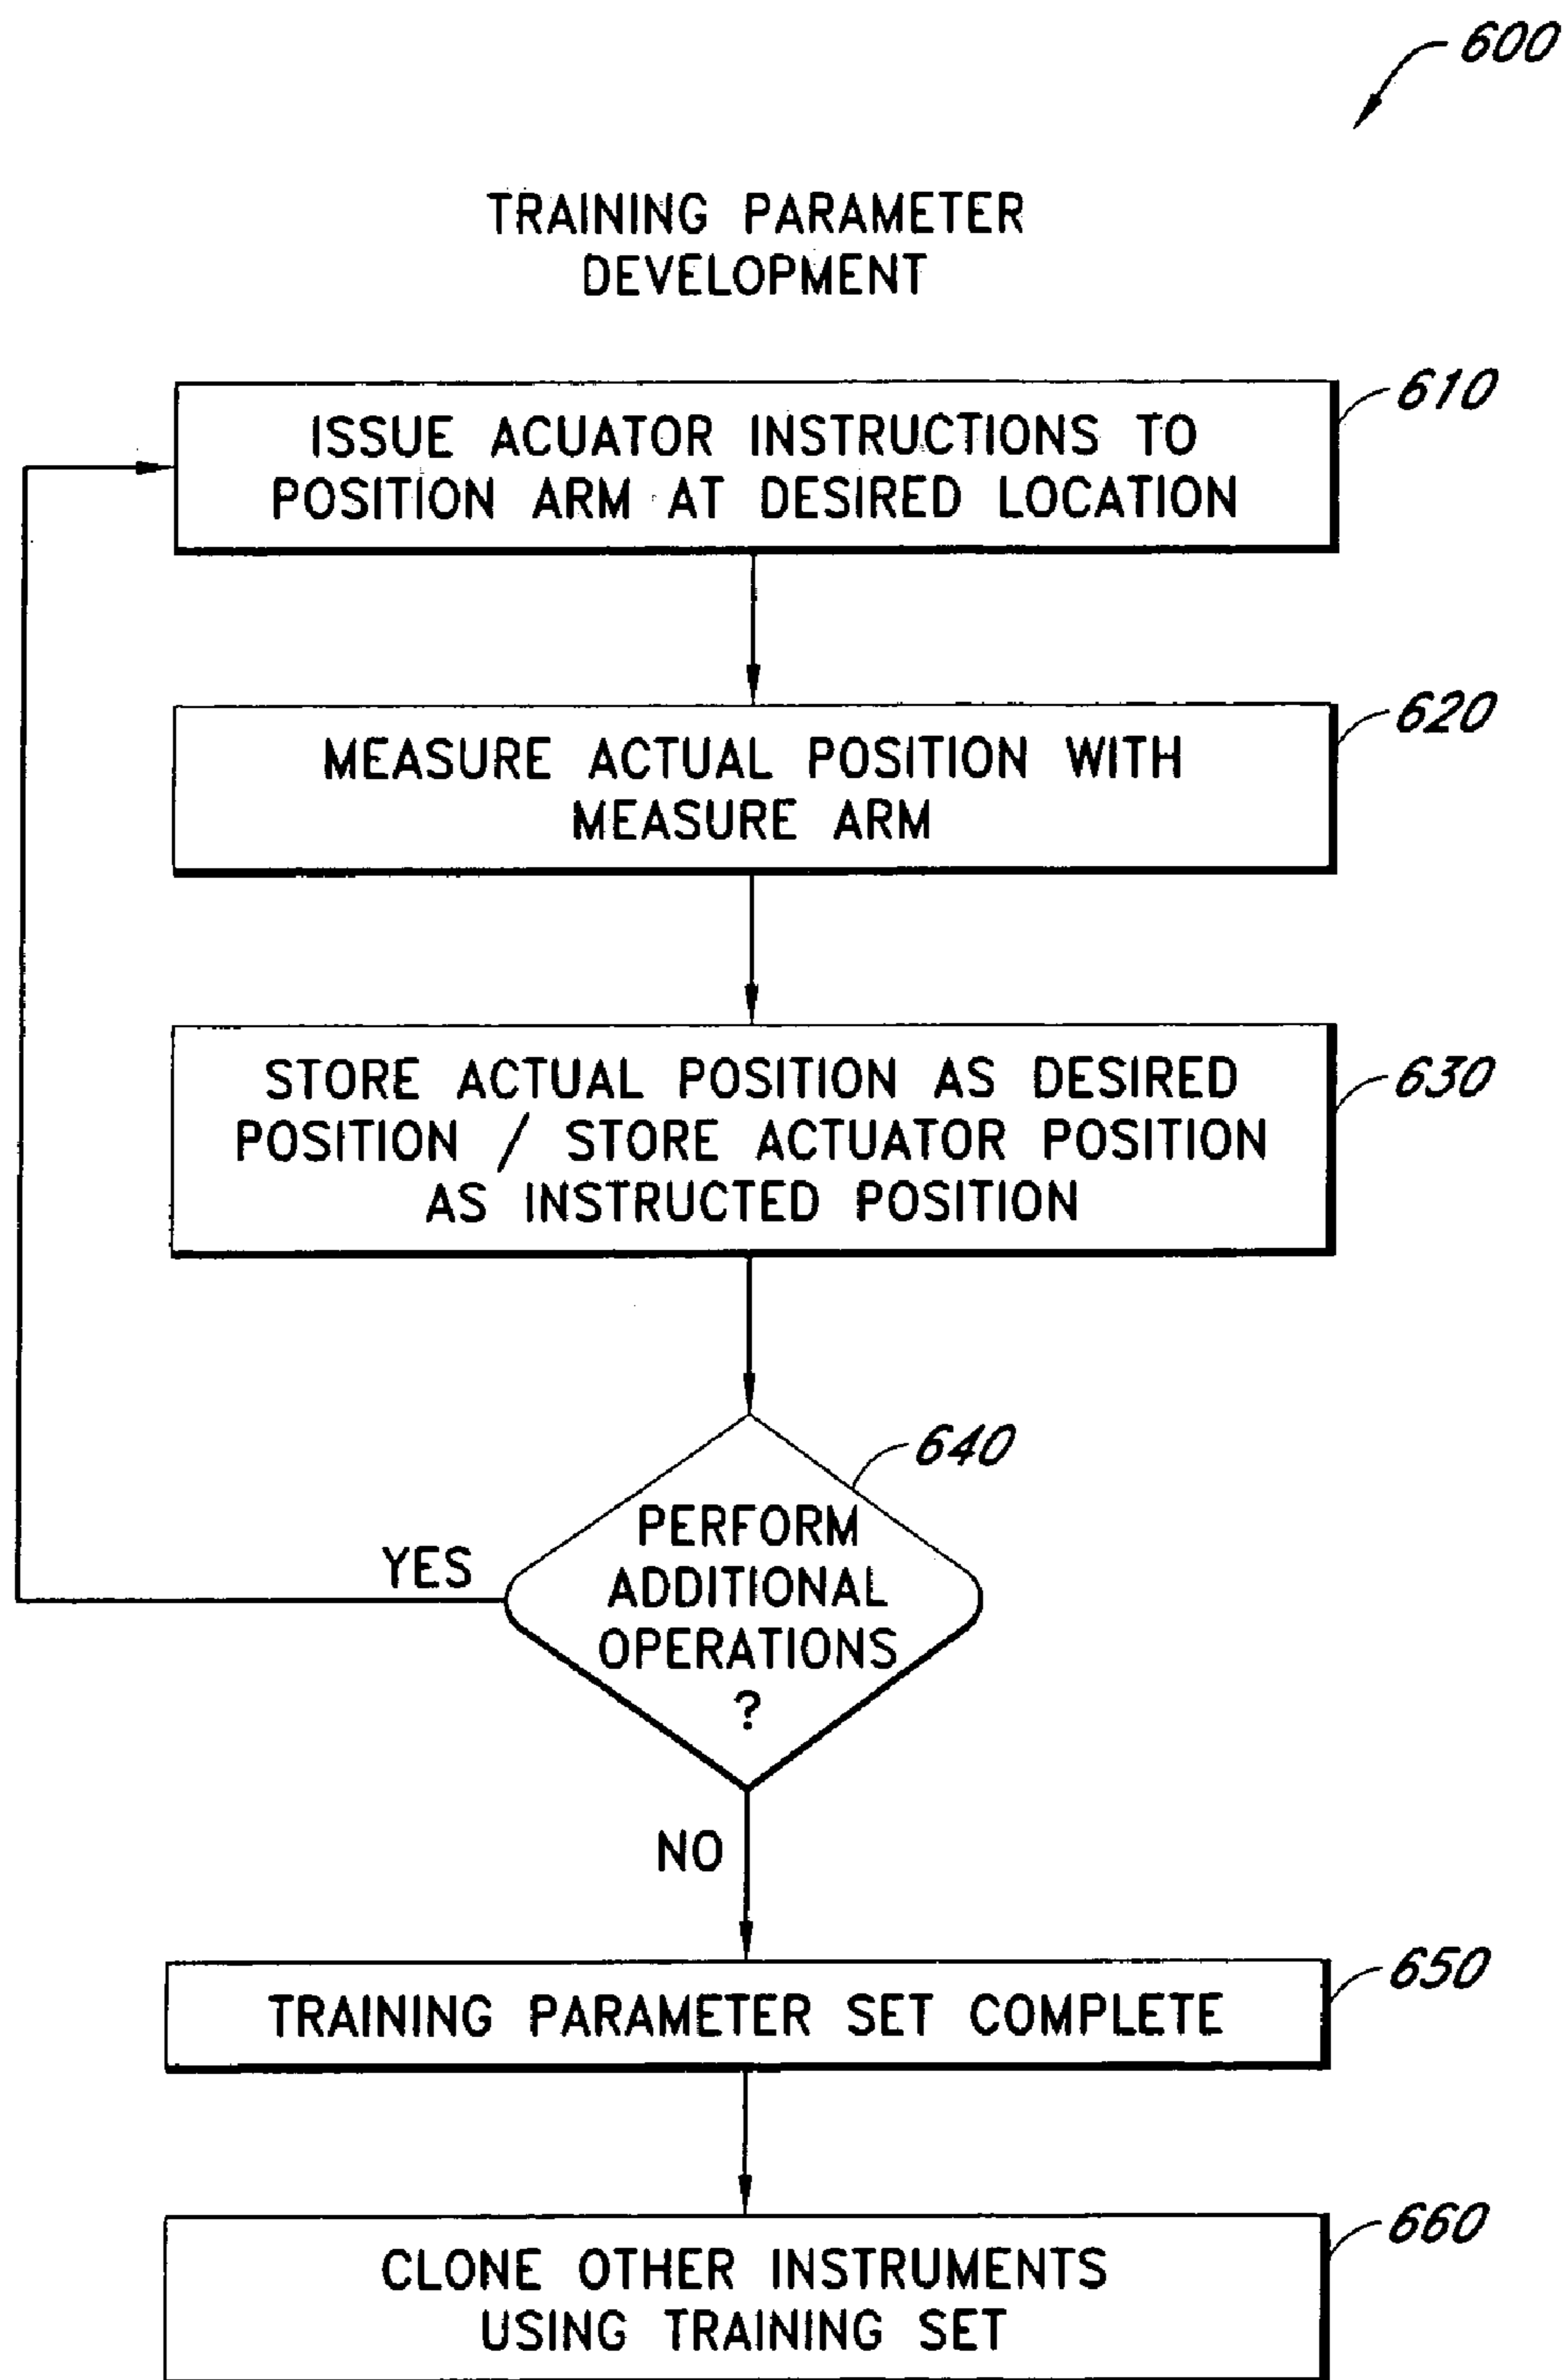 600
TRAINING PARAMETER
DEVELOPMENT
610
ISSUE ACUATOR INSTRUCTIONS TO
POSITION ARM AT DESIRED LOCATION
620
MEASURE ACTUAL POSITION WITH
MEASURE ARM
630
STORE ACTUAL POSITION AS DESIRED
POSITION / STORE ACTUATOR POSITION
AS INSTRUCTED POSITION
640
PERFORM
ADDITIONAL
OPERATIONS
?
YES
NO
650
TRAINING PARAMETER SET COMPLETE
660
CLONE OTHER INSTRUMENTS
USING TRAINING SET